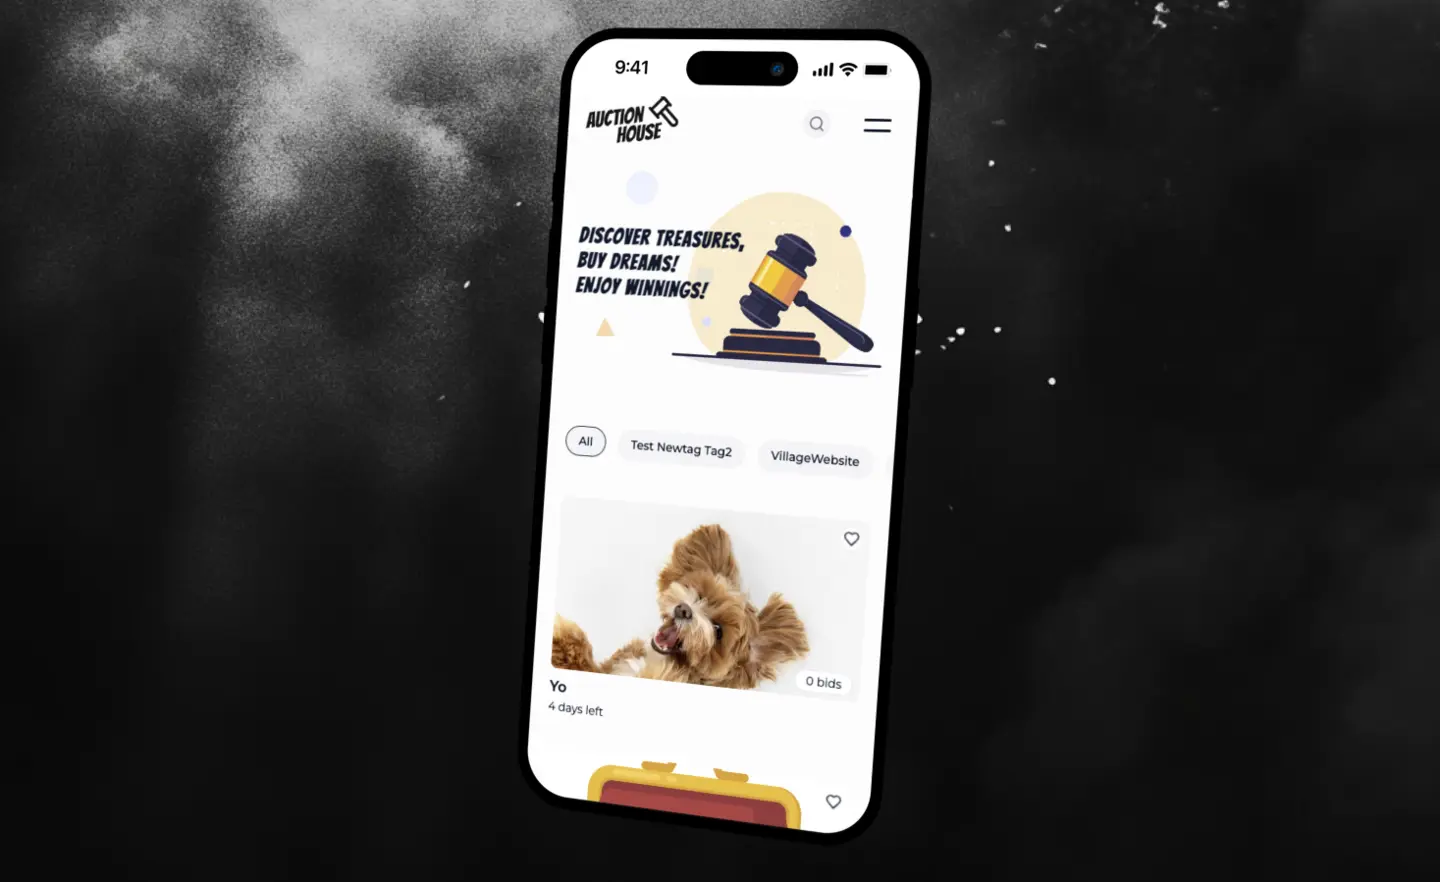 9:41
AUCTION
HOUSE
DISCOVER TREASURES,
BUY DREAMS!
ENJOY WINNINGS!
All
Test Newtag Tag2
VillageWebsite
0 bids
Yo
4 days left